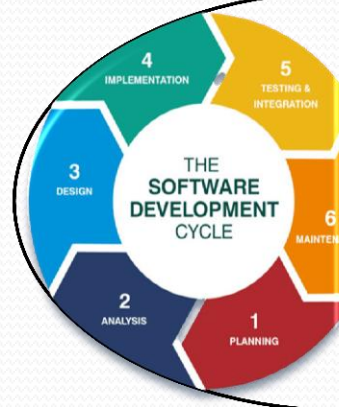 THE
SOFTWARE
DEVELOPMENT
CYCLE
1
PLANNING
2
ANALYSIS
3
DESIGN
4
IMPLEMENTATION
5
TESTING &
INTEGRATION
6